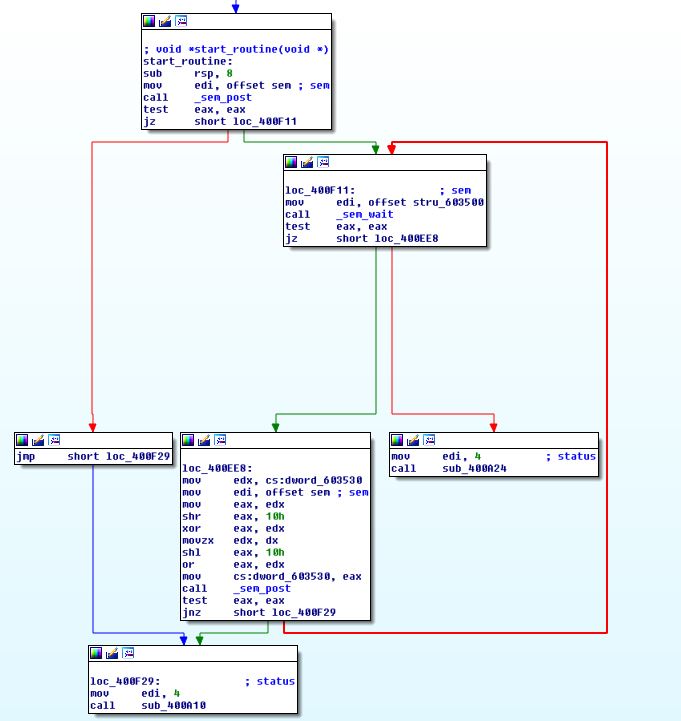 ; void *start_routine(void *)
start_routine:
sub rsp, 8
mov edi, offset sem ; sem
call _sem_post
test eax, eax
jz short loc_400F11
loc_400F11: ; sem
mov edi, offset stru_603500
call _sem_wait
test eax, eax
jz short loc_400EE8
jmp short loc_400F29
loc_400EE8:
mov edx, cs:dword_603530
mov edi, offset sem ; sem
mov eax, edx
shr eax, 10h
xor eax, edx
movzx edx, dx
shl eax, 10h
or eax, edx
mov cs:dword_603530, eax
call _sem_post
test eax, eax
jnz short loc_400F29
mov edi, 4 ; status
call sub_400A24
loc_400F29: ; status
mov edi, 4
call sub_400A10